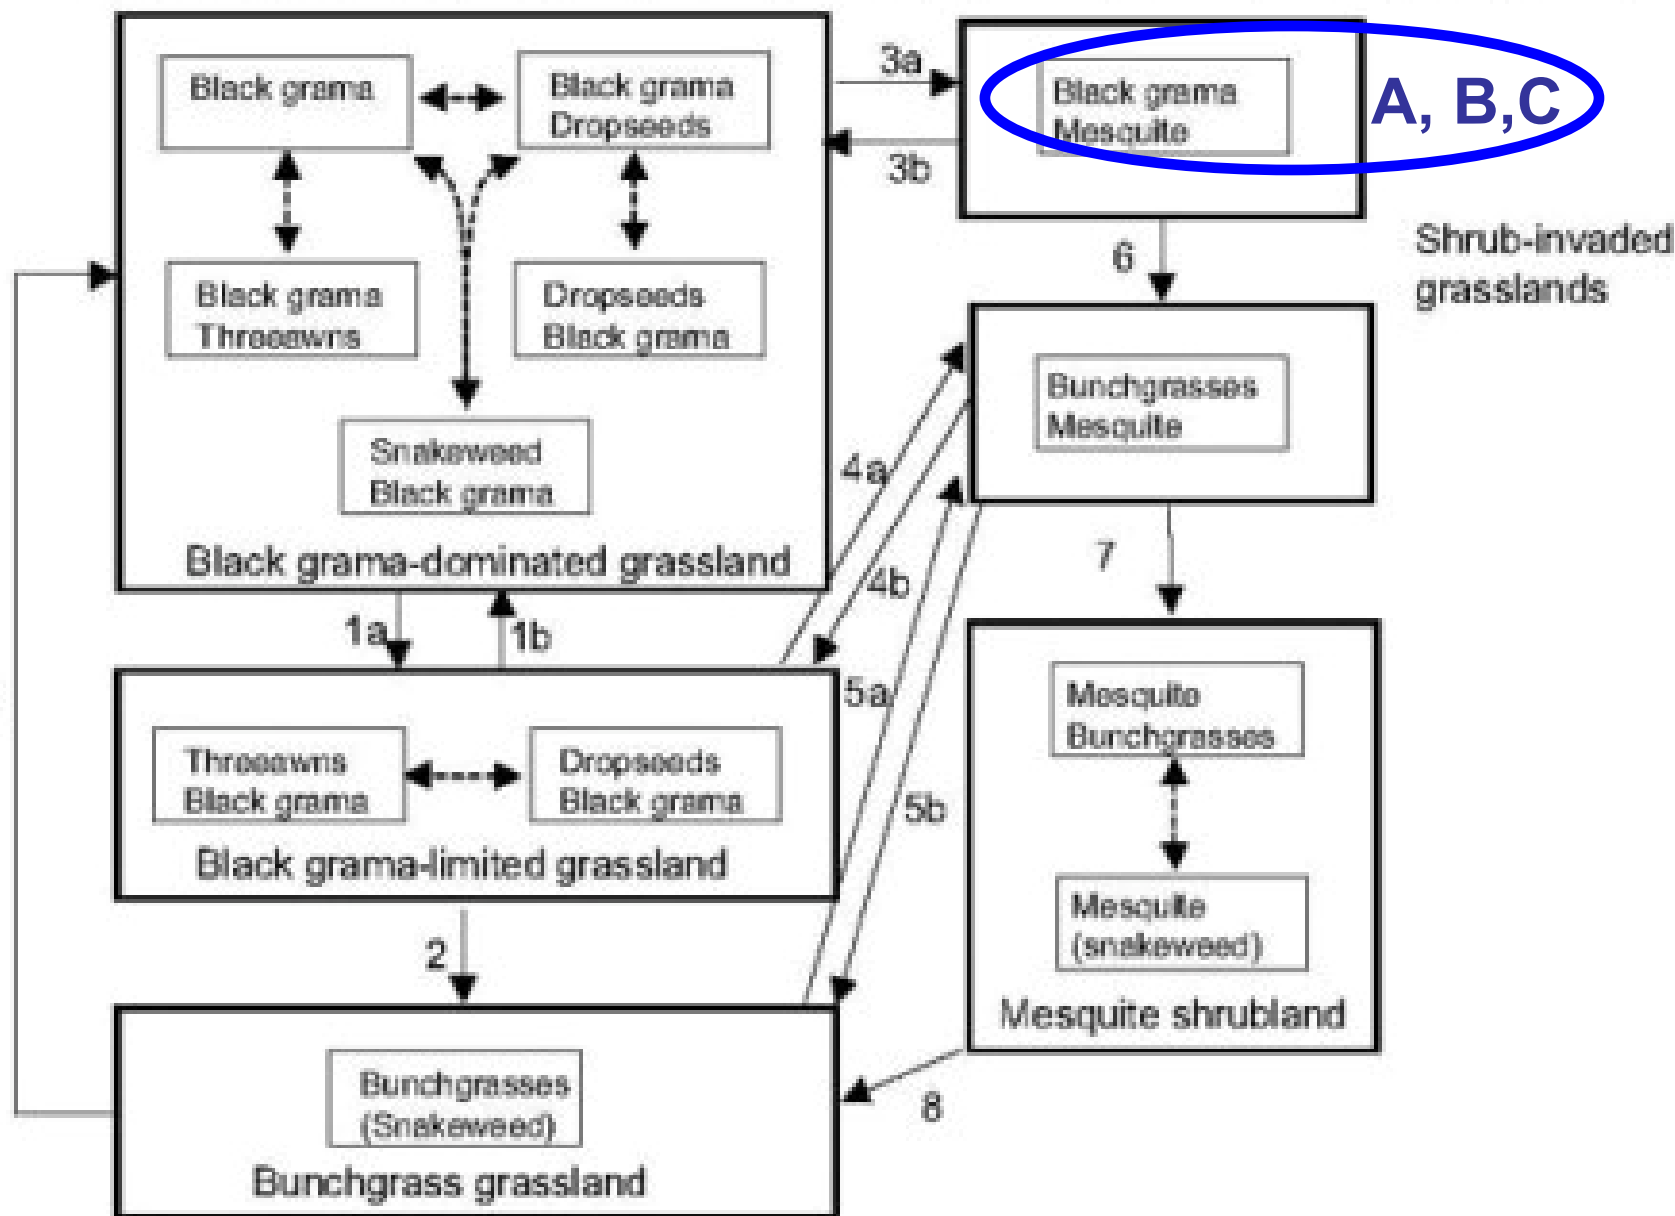 Black grama
Black grama
Dropseeds
Black grama
Threeawns
Dropseeds
Black grama
Snakeweed
Black grama
Black grama-dominated grassland
3a
3b
Black grama
Mesquite
A, B,C
6
Shrub-invaded
grasslands
Bunchgrasses
Mesquite
4a
4b
7
1a
1b
Threeawns
Black grama
Dropseeds
Black grama
Black grama-limited grassland
5a
5b
Mesquite
Bunchgrasses
Mesquite
(snakeweed)
Mesquite shrubland
2
8
Bunchgrasses
(Snakeweed)
Bunchgrass grassland